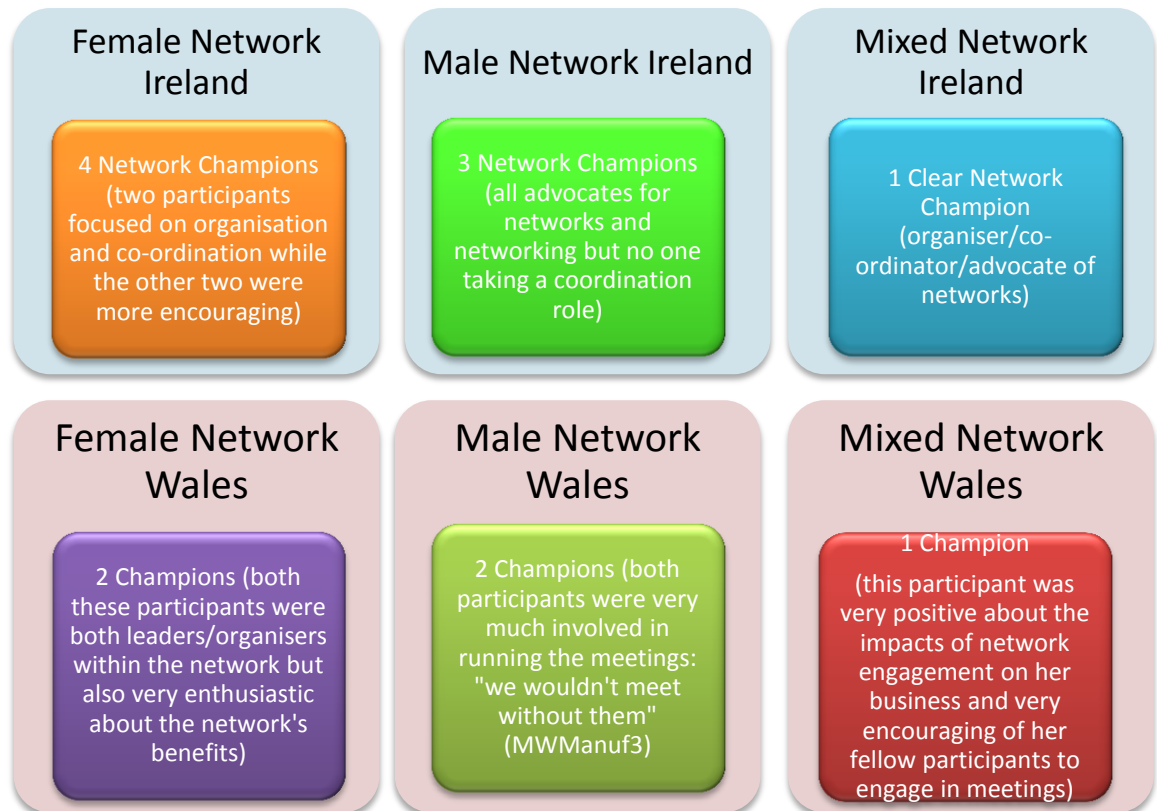 Female Network
Ireland
4 Network Champions
(two participants
focused on organisation
and co-ordination while
the other two were
more encouraging)
Male Network Ireland
3 Network Champions
(all advocates for
networks and
networking but no one
taking a coordination
role)
Mixed Network
Ireland
1 Clear Network
Champion
(organiser/co-
ordinator/advocate of
networks)
Female Network
Wales
2 Champions (both
these participants were
both leaders/organisers
within the network but
also very enthusiastic
about the network's
benefits)
Male Network
Wales
2 Champions (both
participants were very
much involved in
running the meetings:
"we wouldn't meet
without them"
(MWManuf3)
Mixed Network
Wales
1 Champion
(this participant was
very positive about the
impacts of network
engagement on her
business and very
encouraging of her
fellow participants to
engage in meetings)